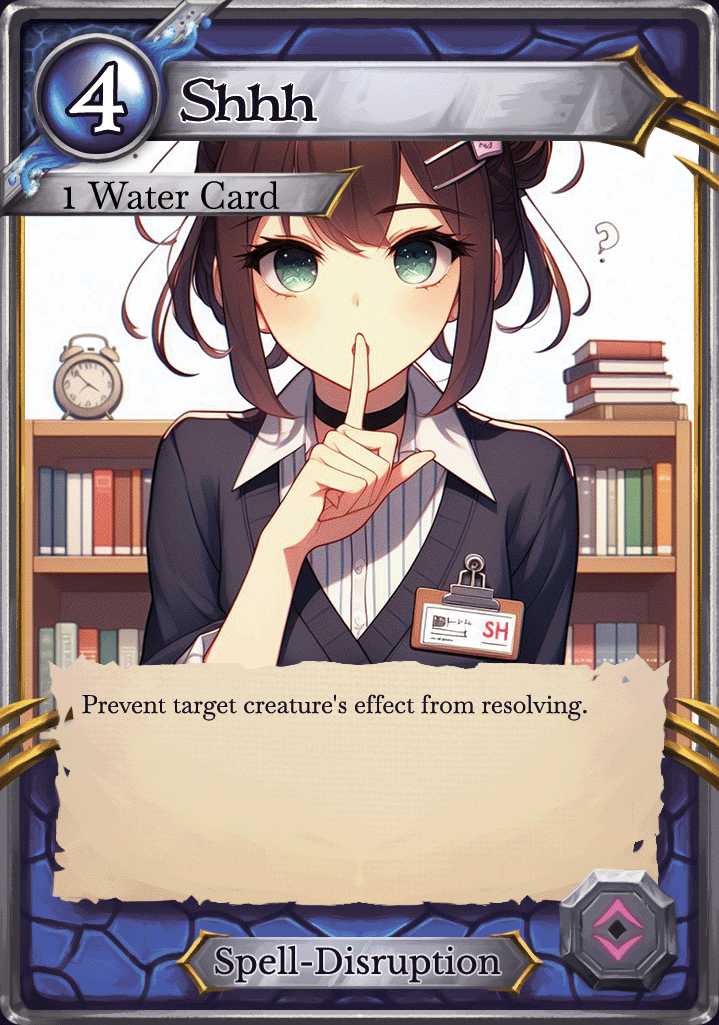 4
Shhh
1 Water Card
?
SH
Prevent target creature's effect from resolving.
Spell-Disruption